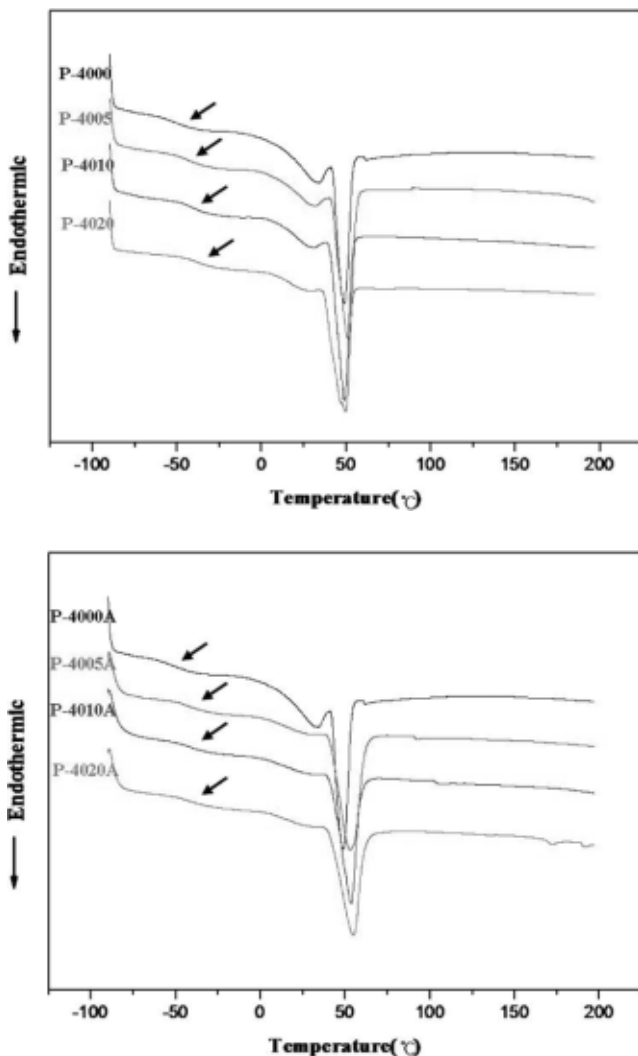 P-4000
P-4005
P-4010
P-4020
Endothermic
-100 -50 0 50 100 150 200
Temperature(℃)
P-4000A
P-4005A
P-4010A
P-4020A
Endothermic
-100 -50 0 50 100 150 200
Temperature(℃)